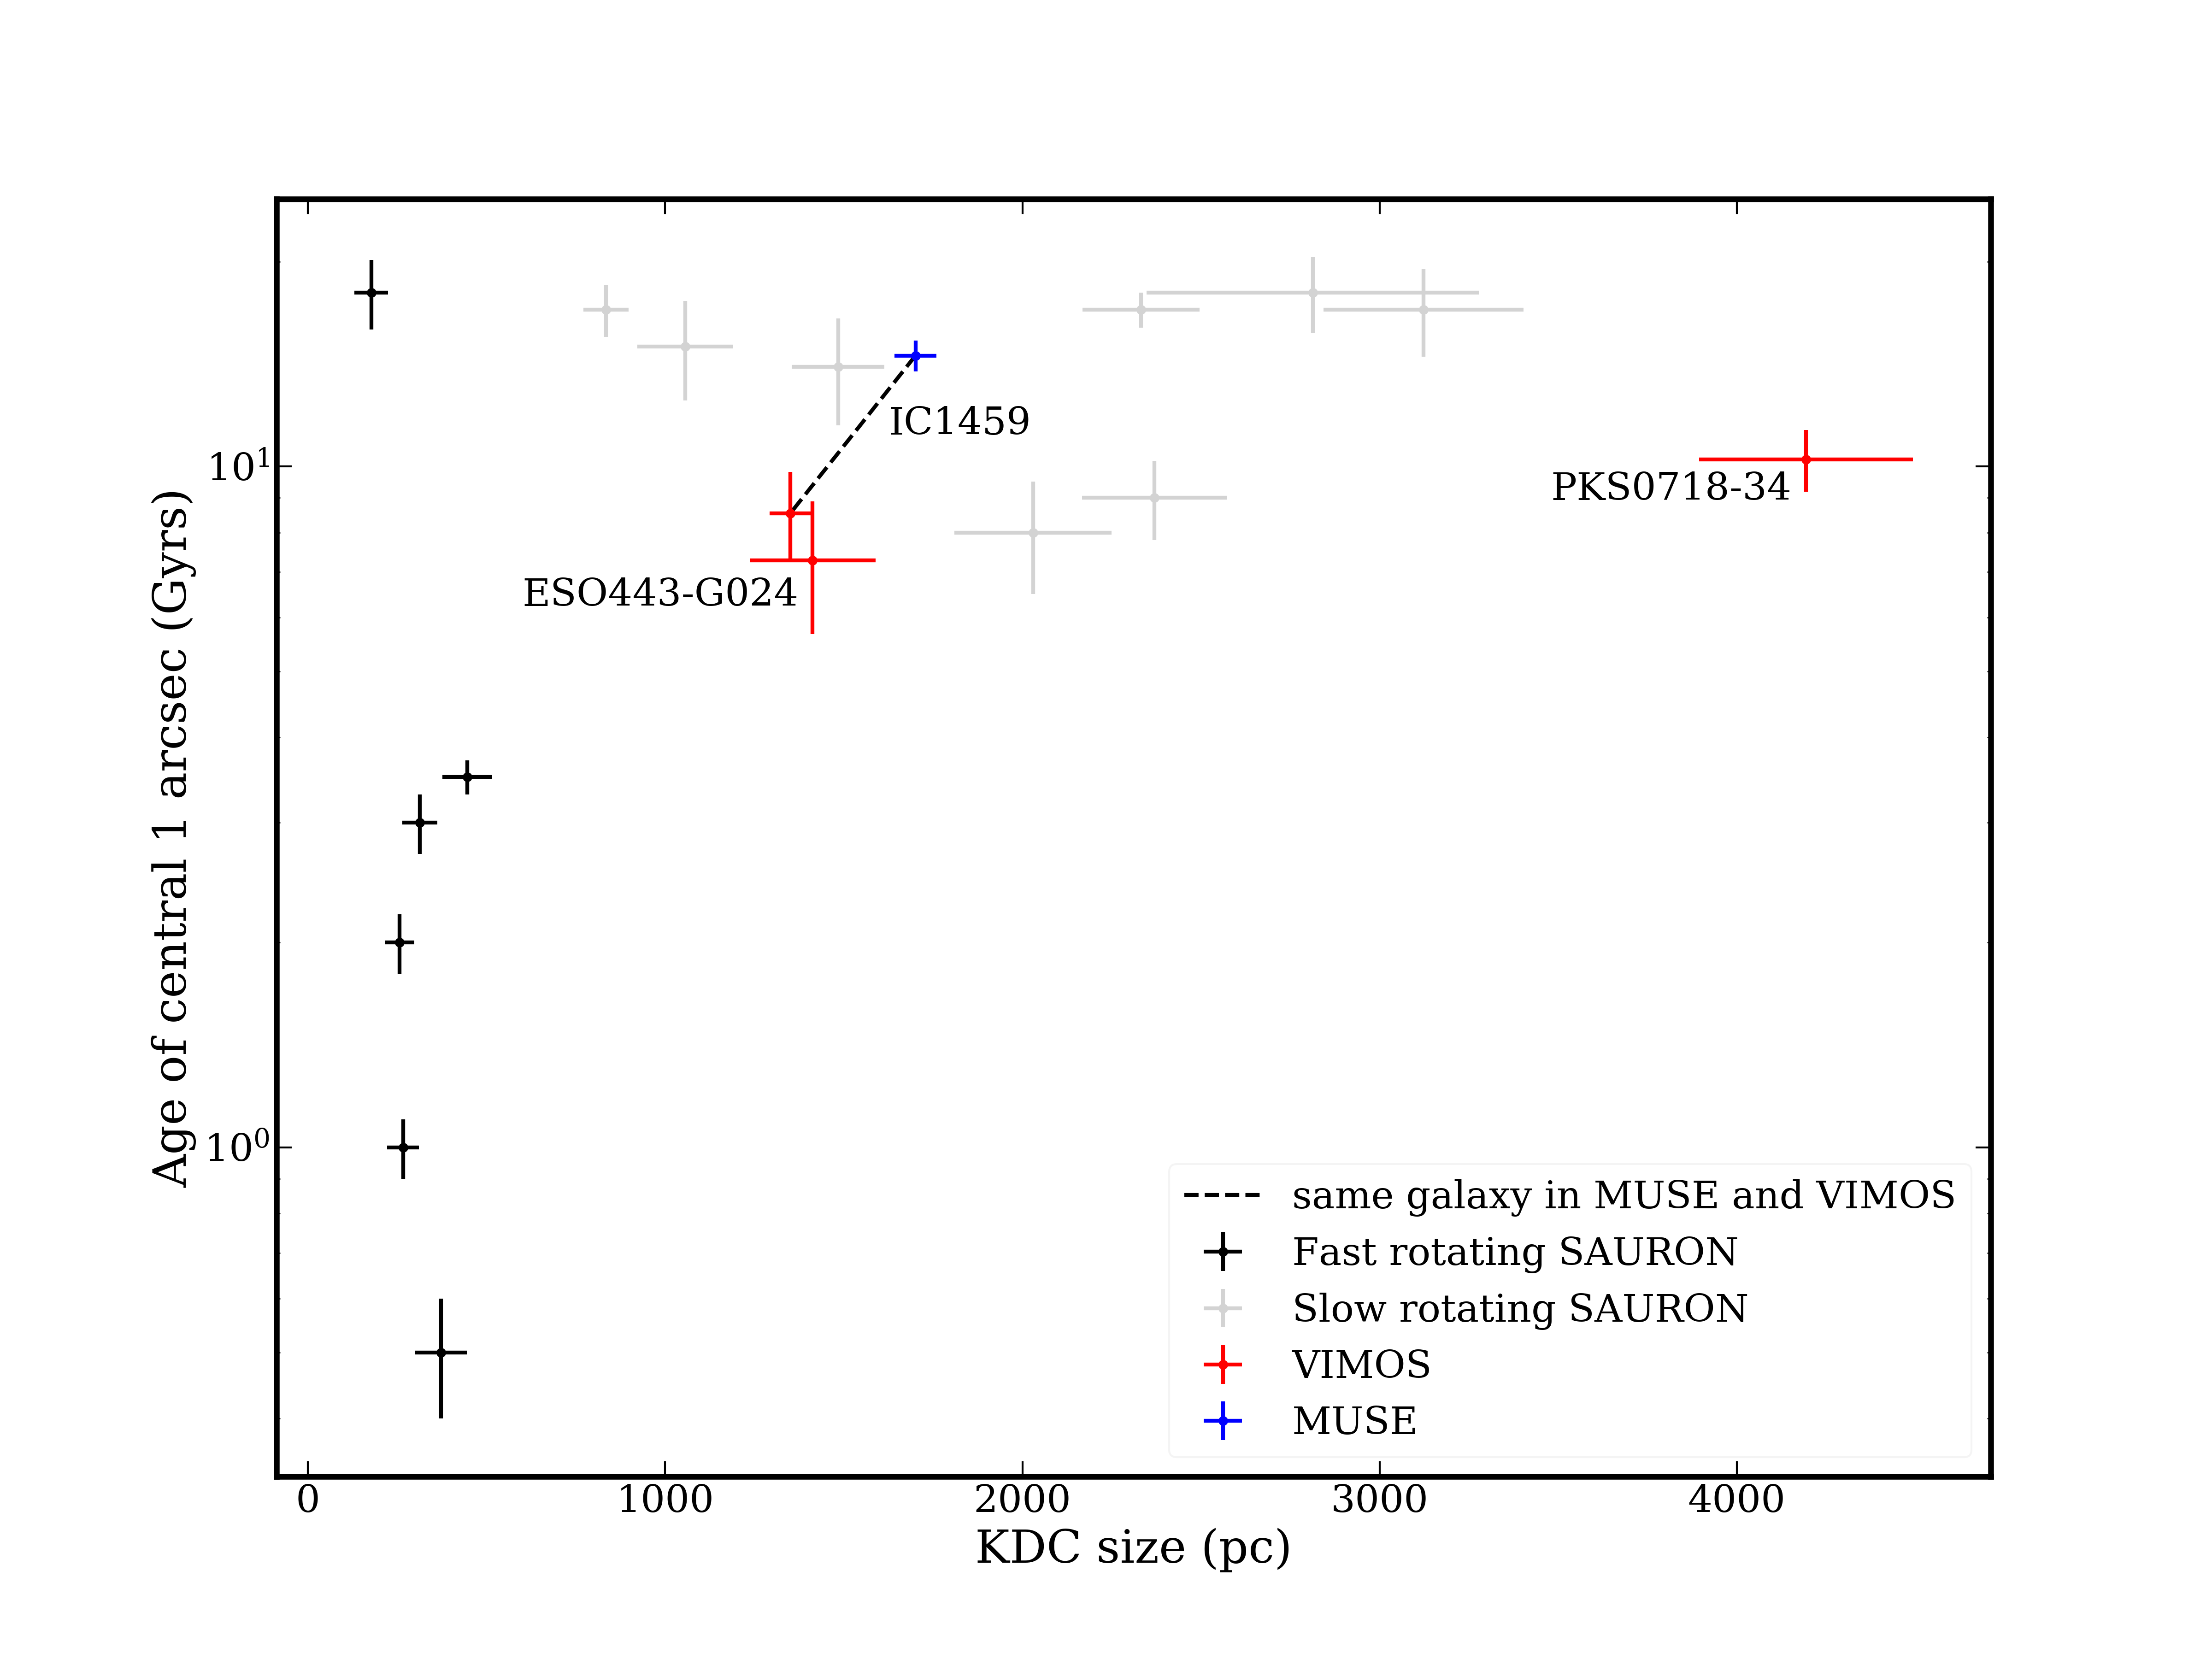 IC1459
PKS0718-34
ESO443-G024
10¹
10⁰
Age of central 1 arcsec (Gyrs)
same galaxy in MUSE and VIMOS
Fast rotating SAURON
Slow rotating SAURON
VIMOS
MUSE
0 1000 2000 3000 4000
KDC size (pc)